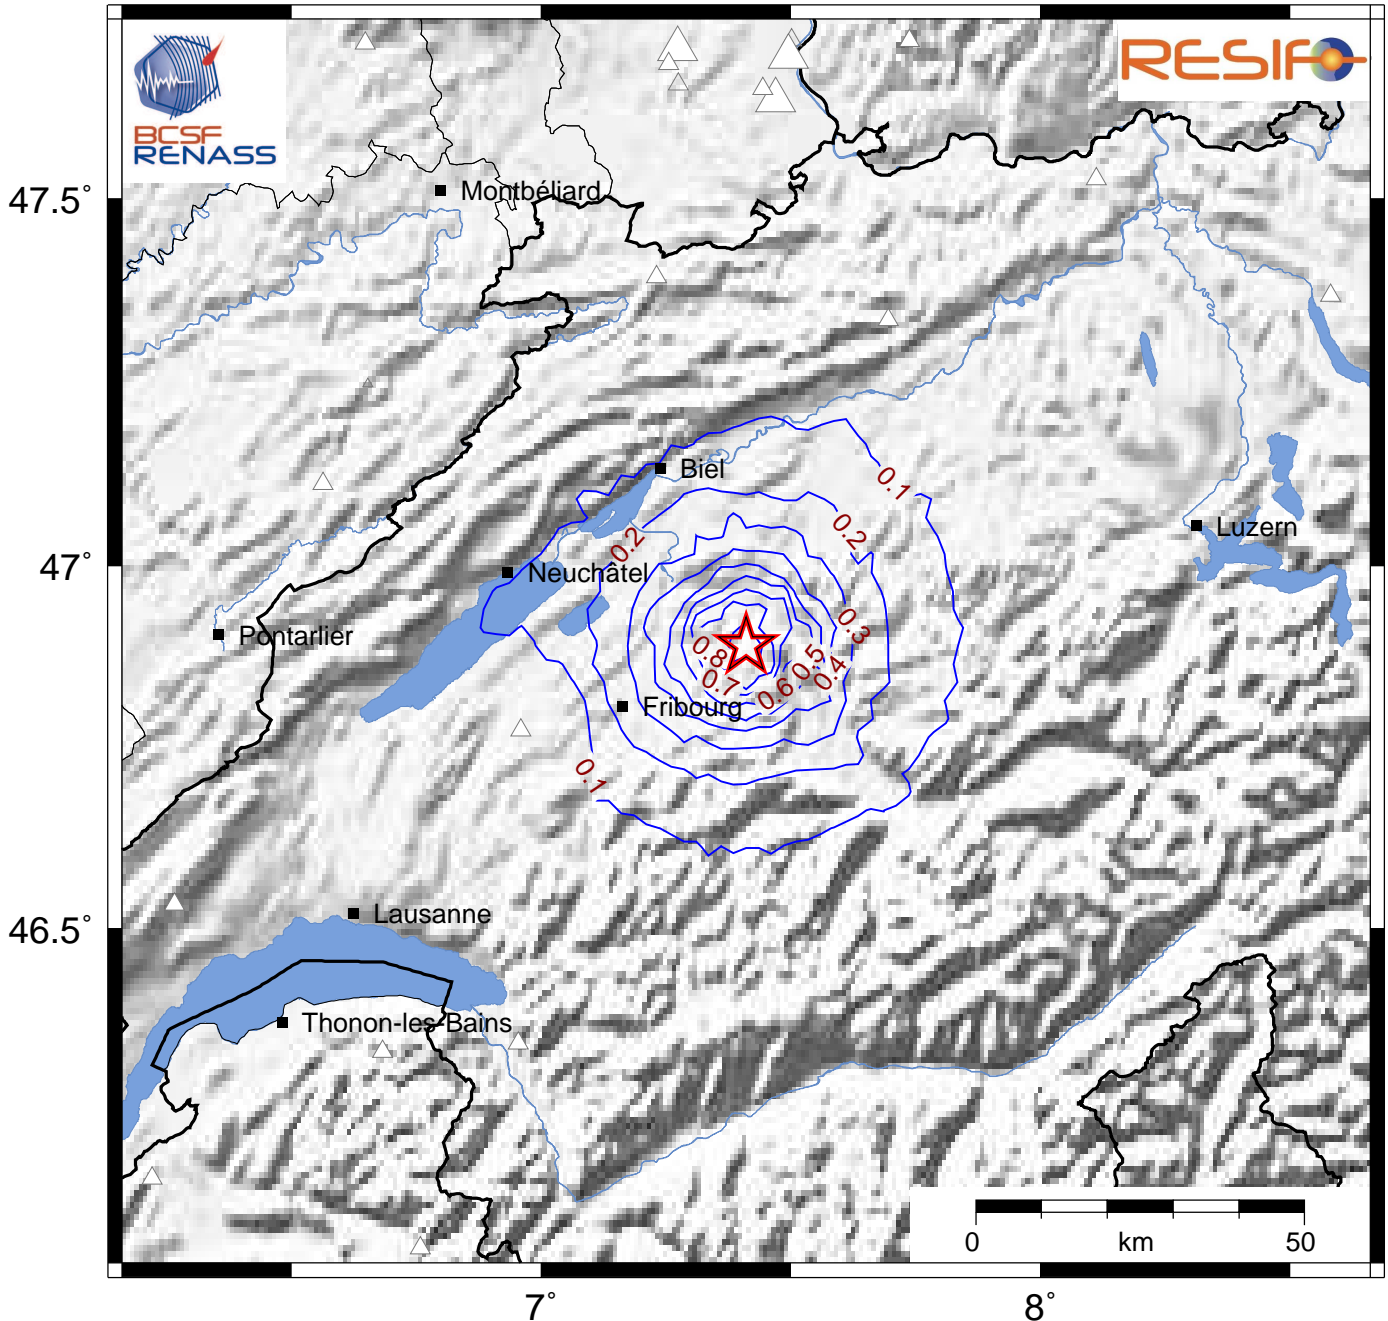 BCSF
RENASS
RESIF
47.5°
Montbéliard
Biel
0.1
0.2
0.2
Luzern
47°
Neuchâtel
Pontarlier
0.3
0.8
0.5
0.4
0.7
0.6
Fribourg
0.1
46.5°
Lausanne
Thonon-les-Bains
0 km 50
7° 8°